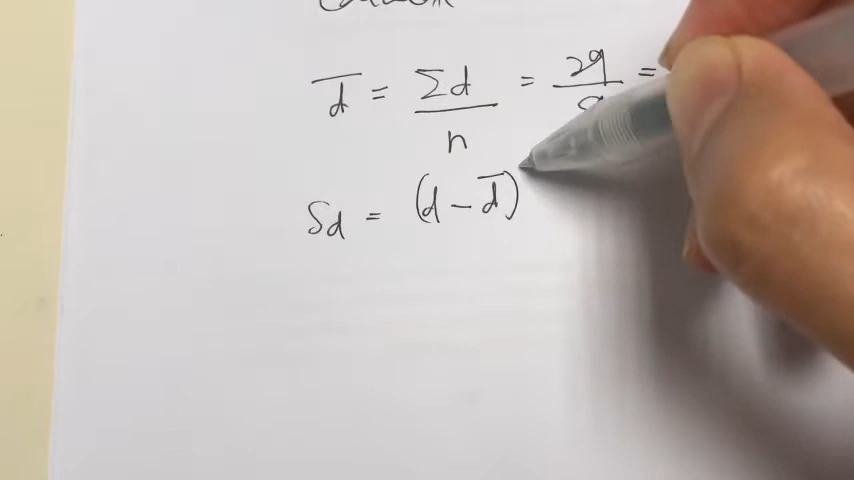 d̅ = Σd / n = 29 / =
Sd = (d - d̅)